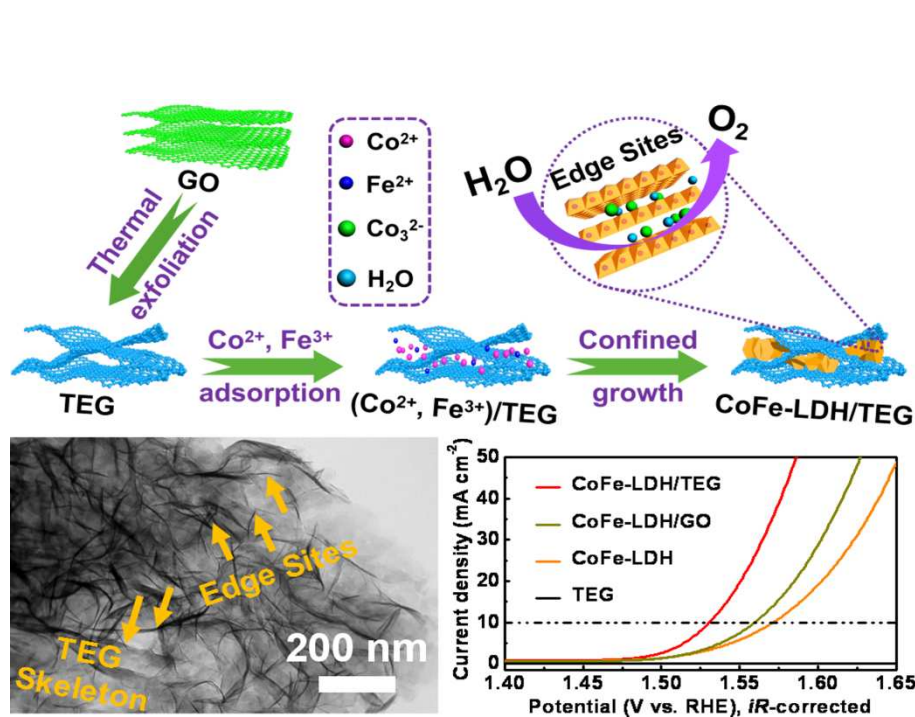 GO
Thermal
exfoliation
Co²⁺
Fe²⁺
Co₃²⁻
H₂O
H₂O
Edge Sites
O₂
TEG
Co²⁺, Fe³⁺
adsorption
(Co²⁺, Fe³⁺)/TEG
Confined
growth
CoFe-LDH/TEG
Edge Sites
TEG
Skeleton
200 nm
Current density (mA cm⁻²)
50
40
30
20
10
0
CoFe-LDH/TEG
CoFe-LDH/GO
CoFe-LDH
TEG
1.40 1.45 1.50 1.55 1.60 1.65
Potential (V vs. RHE), iR-corrected